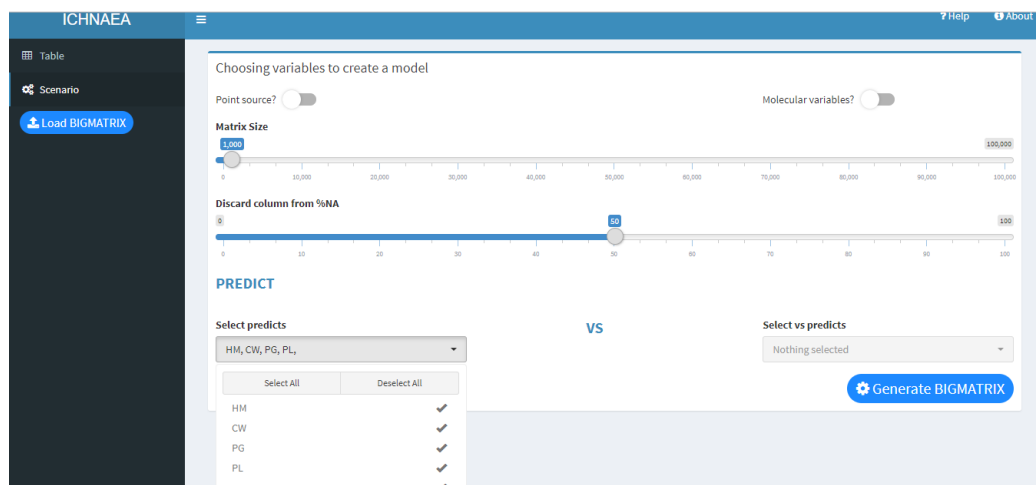 ICHNAEA
? Help
About
Table
Scenario
Load BIGMATRIX
Choosing variables to create a model
Point source?
Molecular variables?
Matrix Size
1,000
100,000
0 10,000 20,000 30,000 40,000 50,000 60,000 70,000 80,000 90,000 100,000
Discard column from %NA
0 50 100
0 10 20 30 40 50 60 70 80 90 100
PREDICT
Select predicts
VS
Select vs predicts
HM, CW, PG, PL,
Nothing selected
Select All
Deselect All
Generate BIGMATRIX
HM
CW
PG
PL